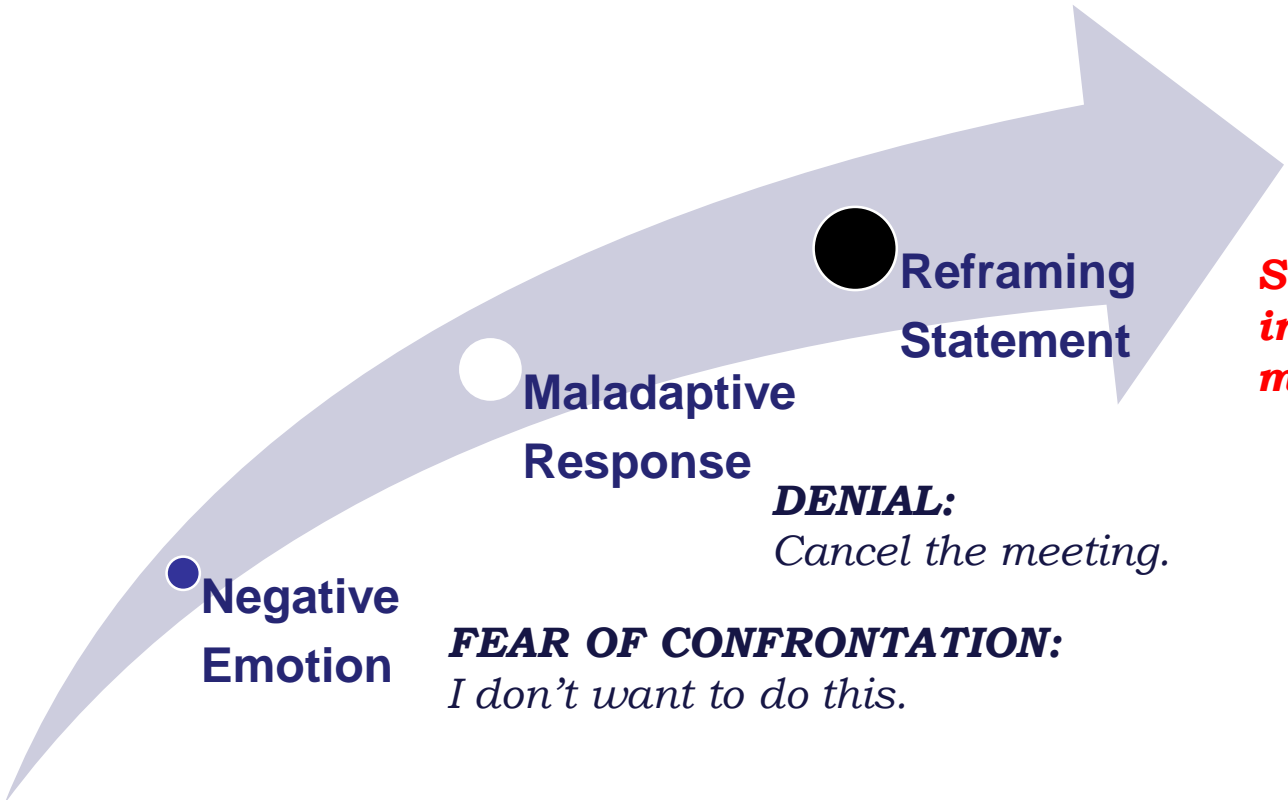 Reframing
Statement
Maladaptive
Response
DENIAL:
Cancel the meeting.
Negative
Emotion
FEAR OF CONFRONTATION:
I don’t want to do this.